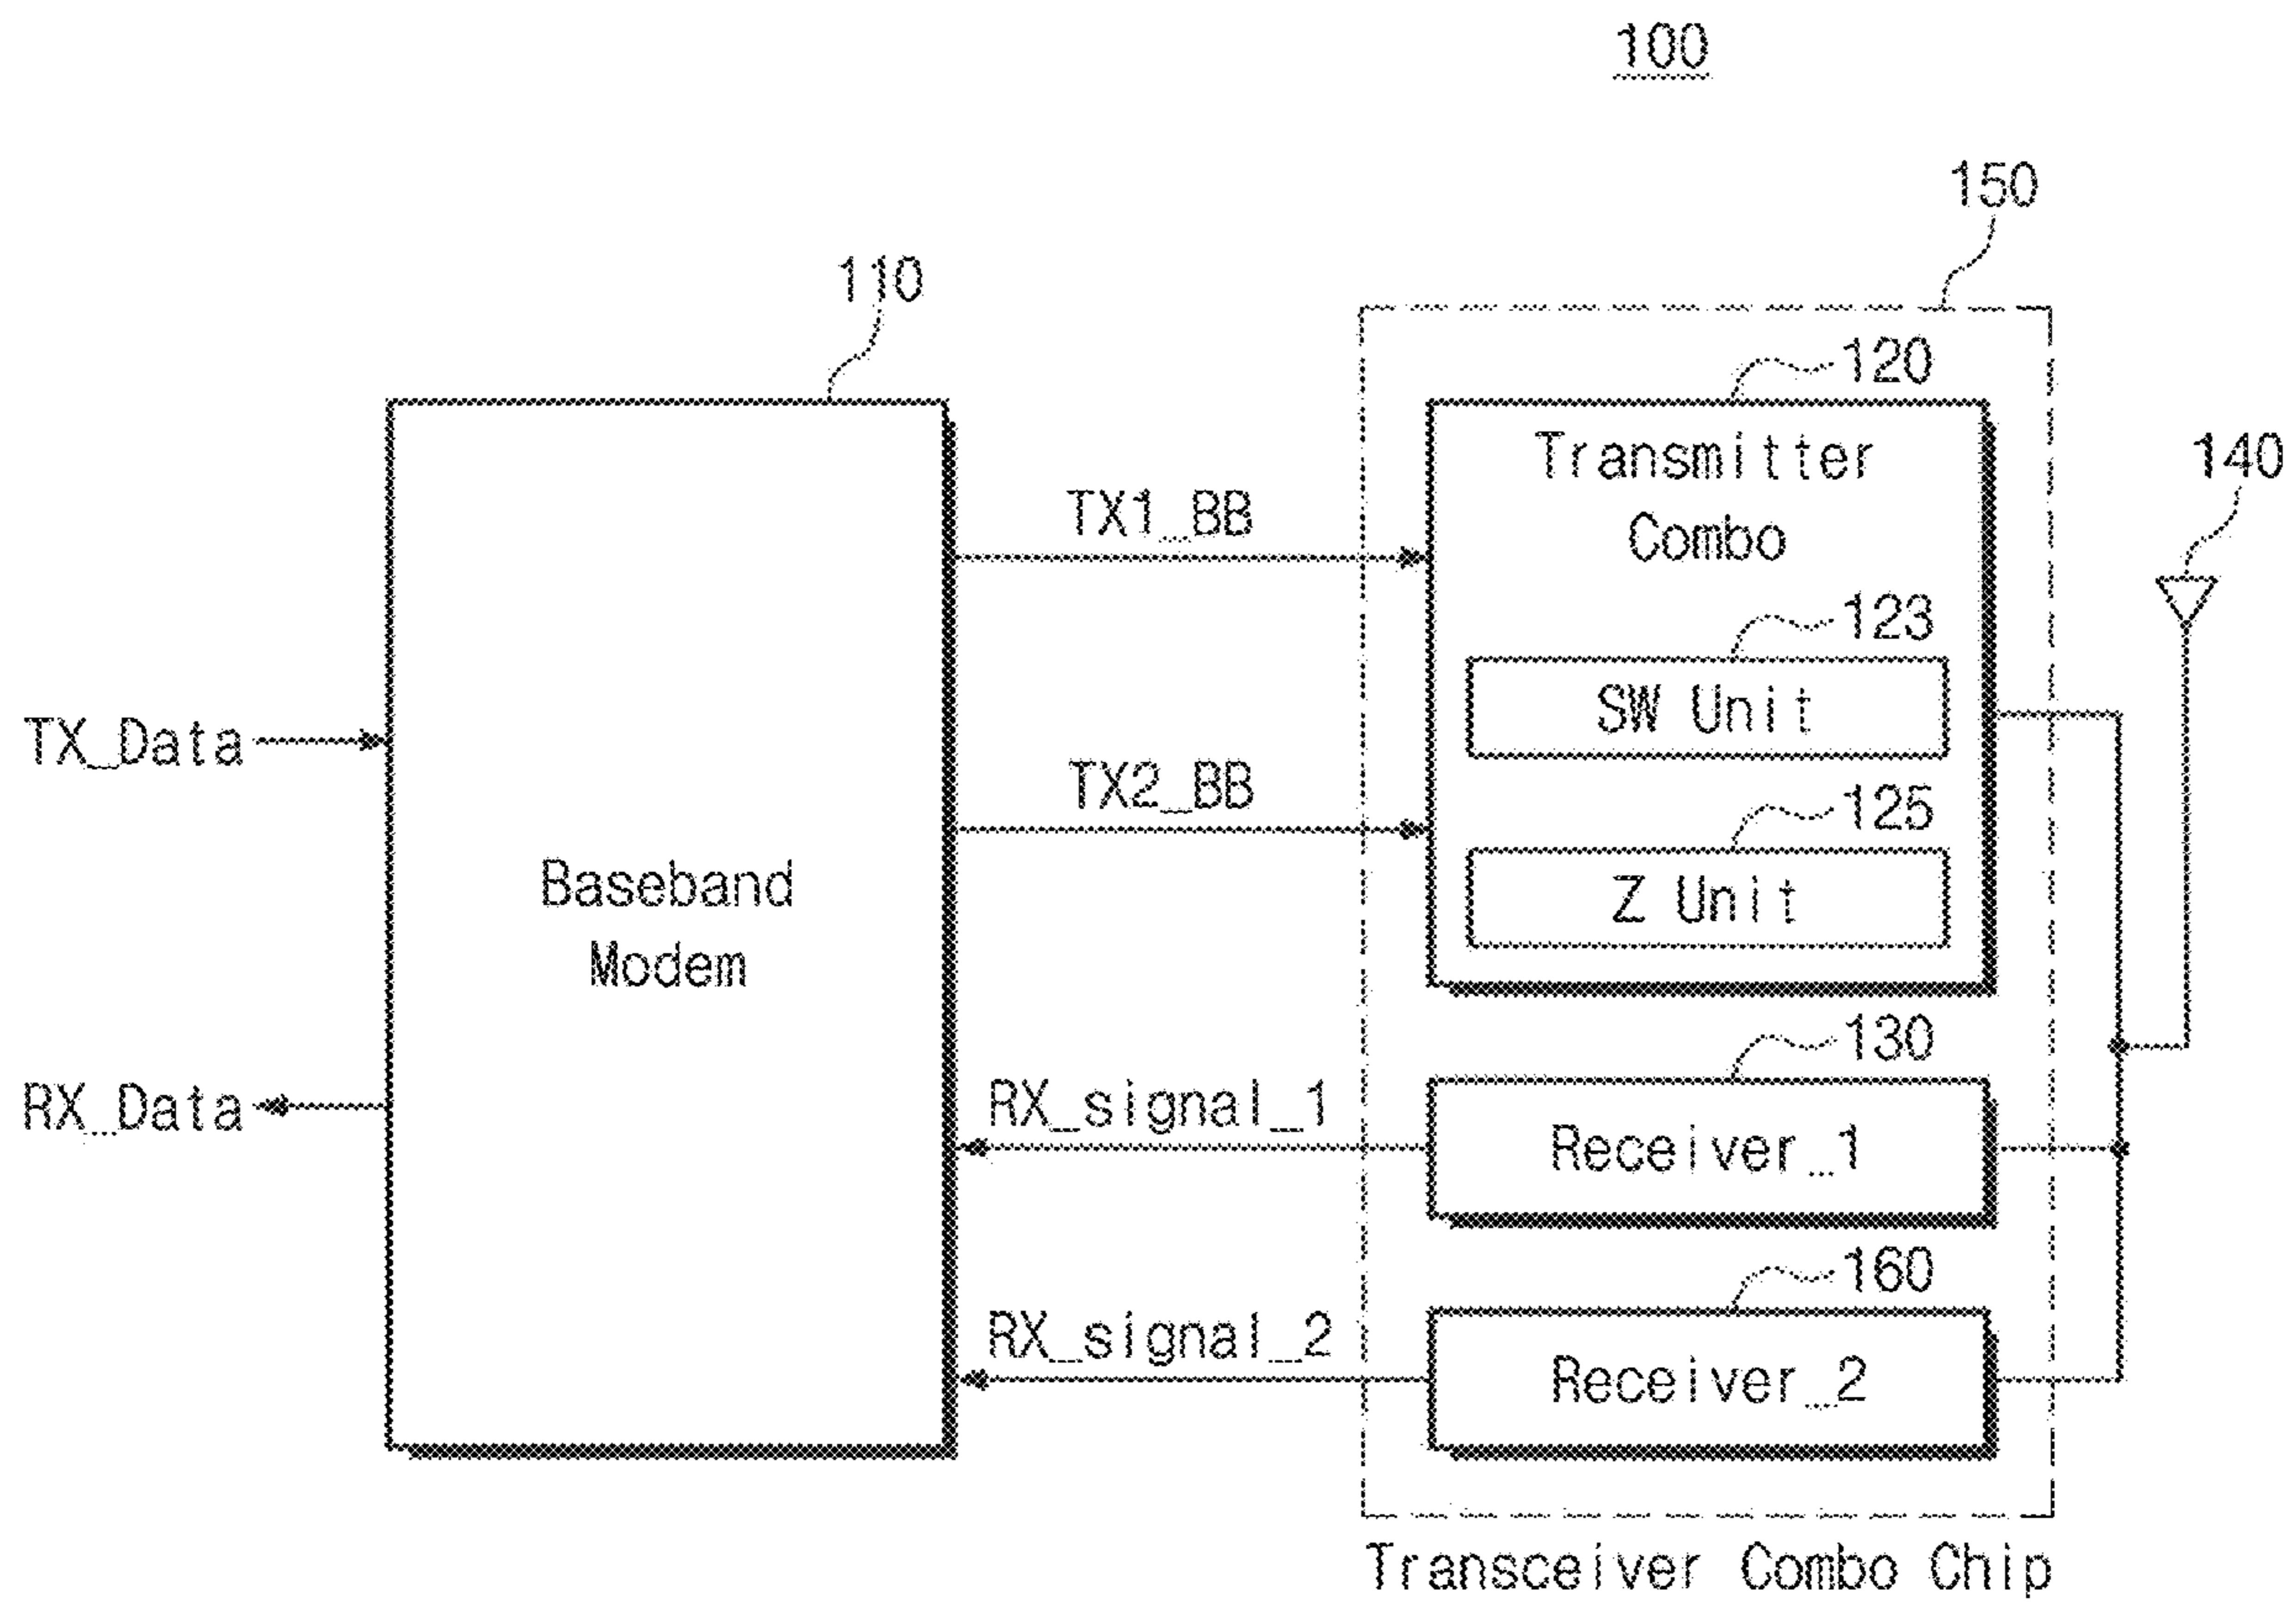 100
150
110
120
Transmitter
Combo
140
TX1_BB
123
SW Unit
TX_Data
TX2_BB
125
Z Unit
Baseband
Modem
130
RX_Data
RX_signal_1
Receiver_1
160
RX_signal_2
Receiver_2
Transceiver Combo Chip